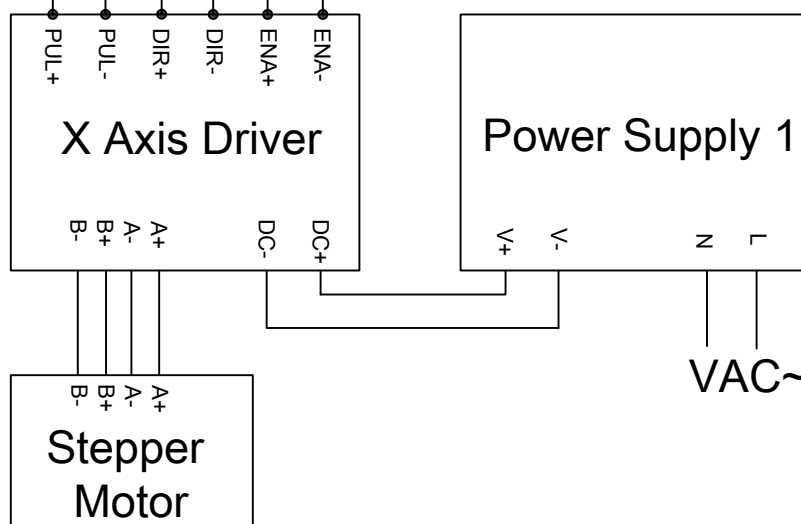 PUL+ PUL- DIR+ DIR- ENA+ ENA-
X Axis Driver
B- B+ A- A+ DC- DC+
Power Supply 1
V+ V- N L
VAC~
B- B+ A- A+
Stepper
Motor